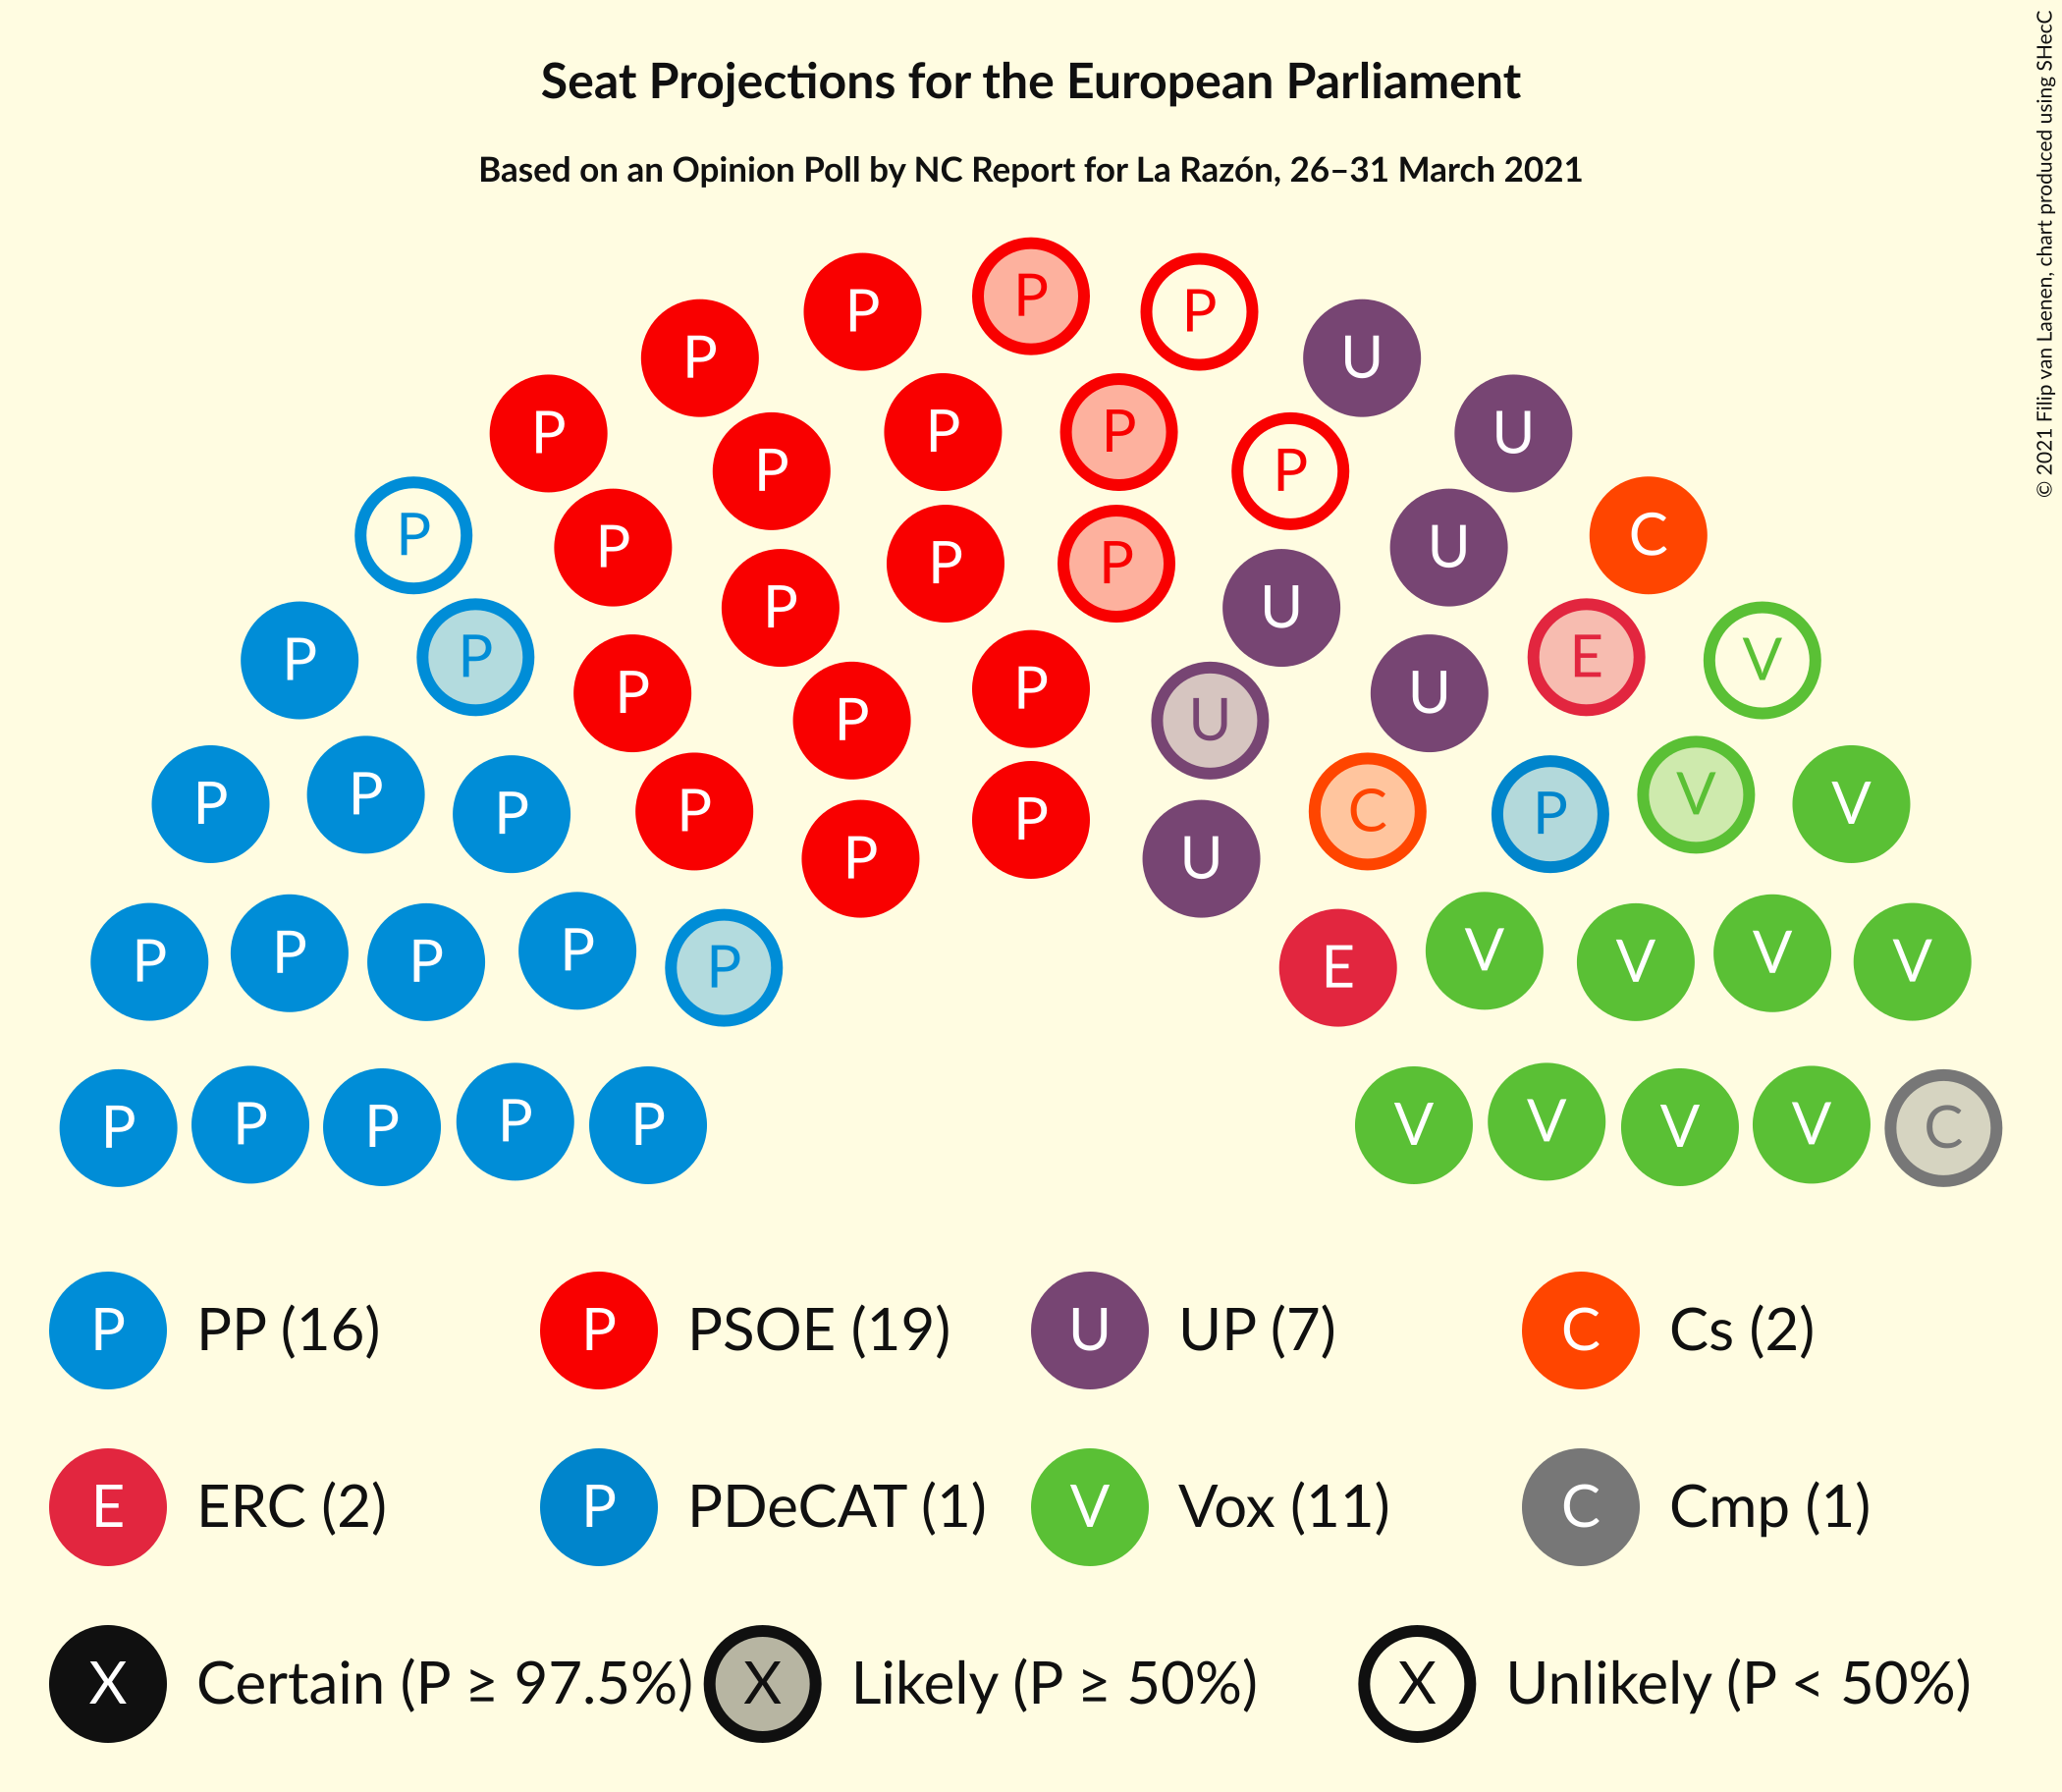 Seat Projections for the European Parliament
Based on an Opinion Poll by NC Report for La Razón, 26–31 March 2021
© 2021 Filip van Laenen, chart produced using SHecC
P
P P
P P U
P P U
P P P
P U
P P U C
P P P
P U
P P E V
P P U
P P
U
P P V V
P P V
P C
P
P U
P P P P V V V V
P E
P P P P P V V V V C
P PP (16) P PSOE (19) U UP (7) C Cs (2)
E ERC (2) P PDeCAT (1) V Vox (11) C Cmp (1)
X Certain (P ≥ 97.5%) X Likely (P ≥ 50%) X Unlikely (P < 50%)